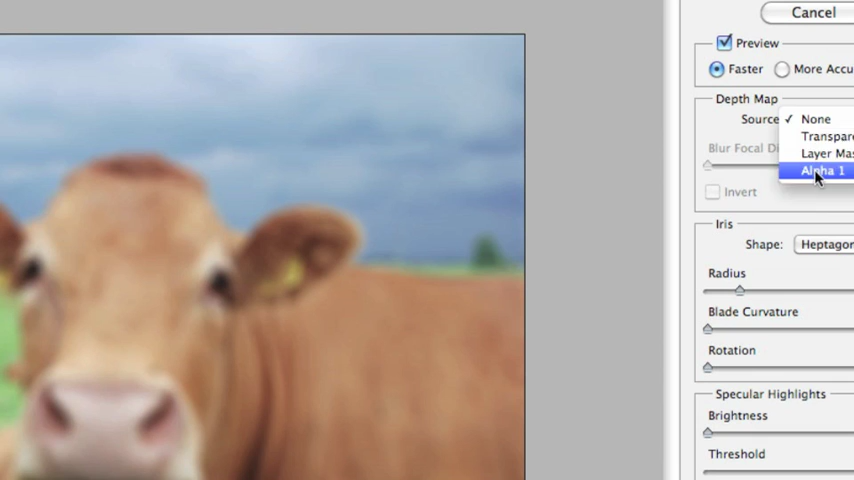 Cancel
Preview
Faster More Accu
Depth Map
Source ✓ None
Transpare
Layer Mas
Blur Focal Di
Alpha 1
Invert
Iris
Shape: Heptagon
Radius
Blade Curvature
Rotation
Specular Highlights
Brightness
Threshold